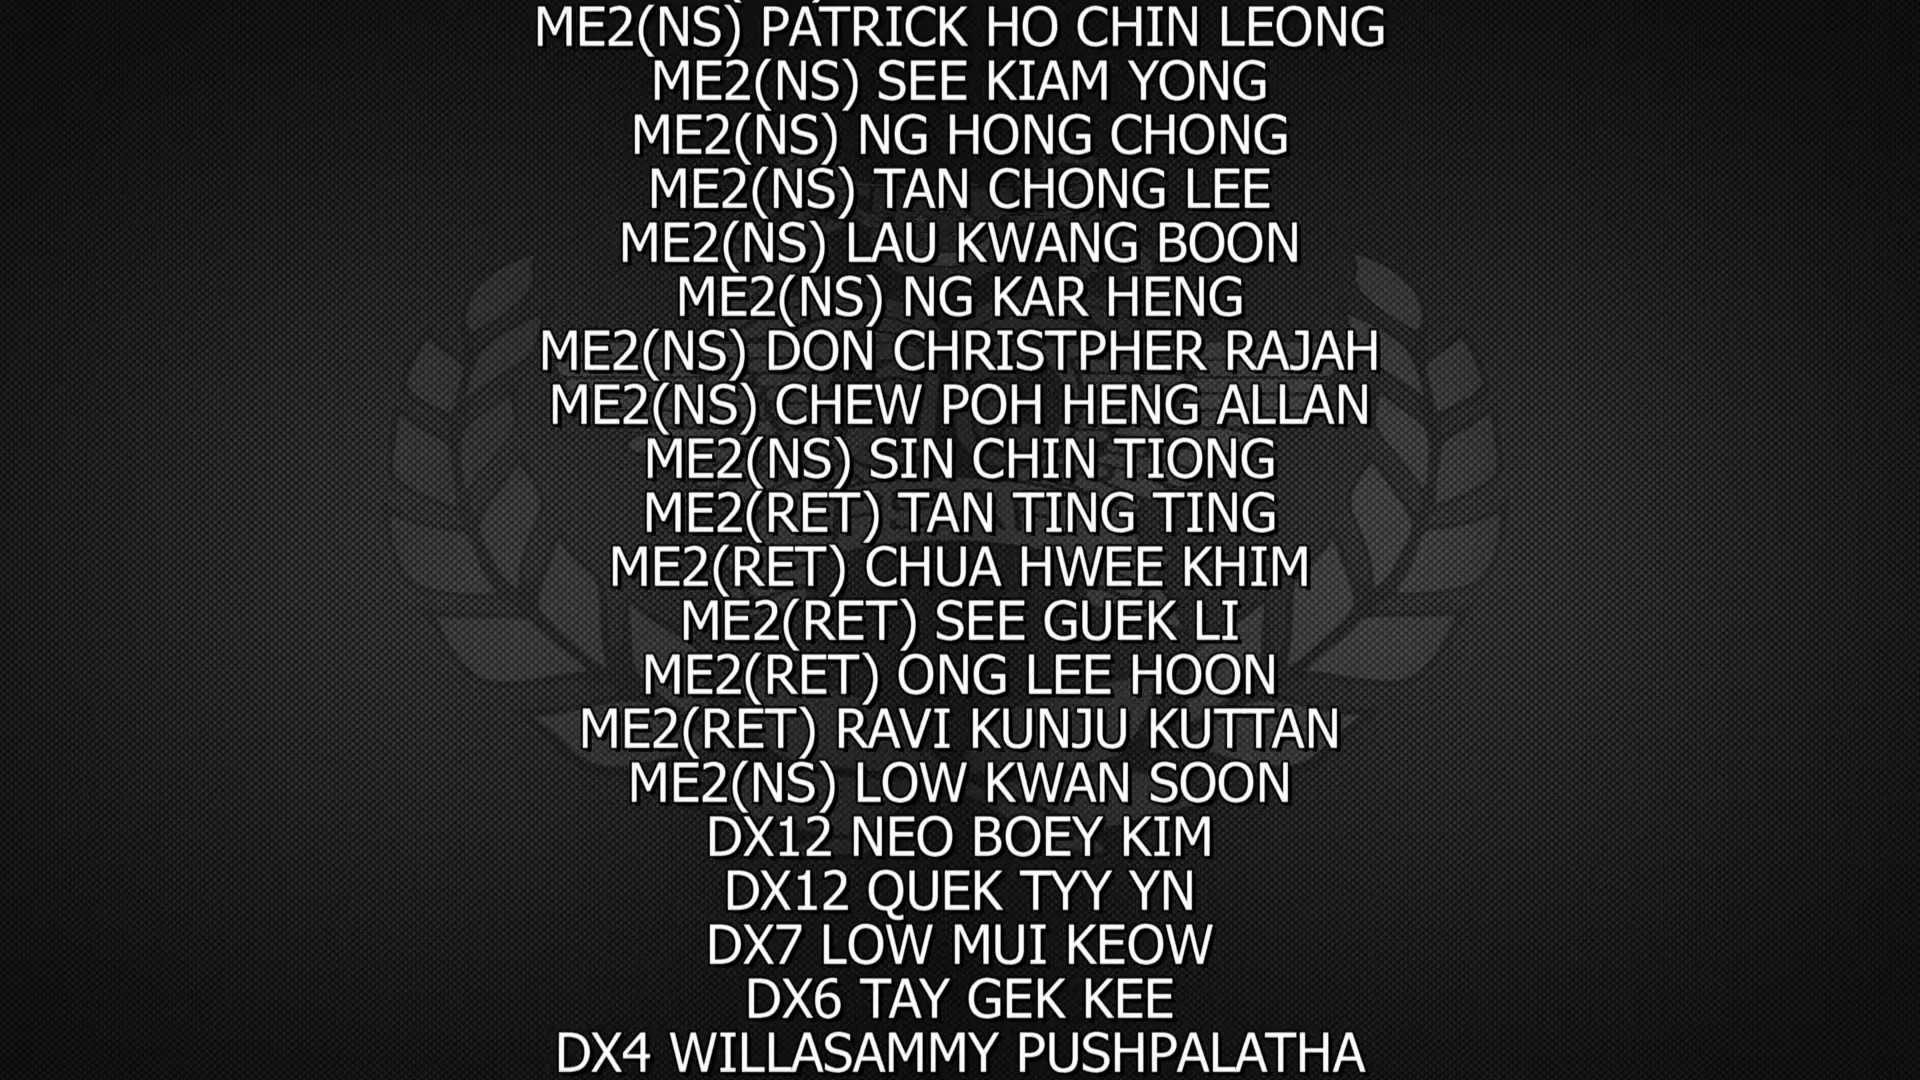 ME2(NS) PATRICK HO CHIN LEONG
ME2(NS) SEE KIAM YONG
ME2(NS) NG HONG CHONG
ME2(NS) TAN CHONG LEE
ME2(NS) LAU KWANG BOON
ME2(NS) NG KAR HENG
ME2(NS) DON CHRISTPHER RAJAH
ME2(NS) CHEW POH HENG ALLAN
ME2(NS) SIN CHIN TIONG
ME2(RET) TAN TING TING
ME2(RET) CHUA HWEE KHIM
ME2(RET) SEE GUEK LI
ME2(RET) ONG LEE HOON
ME2(RET) RAVI KUNJU KUTTAN
ME2(NS) LOW KWAN SOON
DX12 NEO BOEY KIM
DX12 QUEK TYY YN
DX7 LOW MUI KEOW
DX6 TAY GEK KEE
DX4 WILLASAMMY PUSHPALATHA